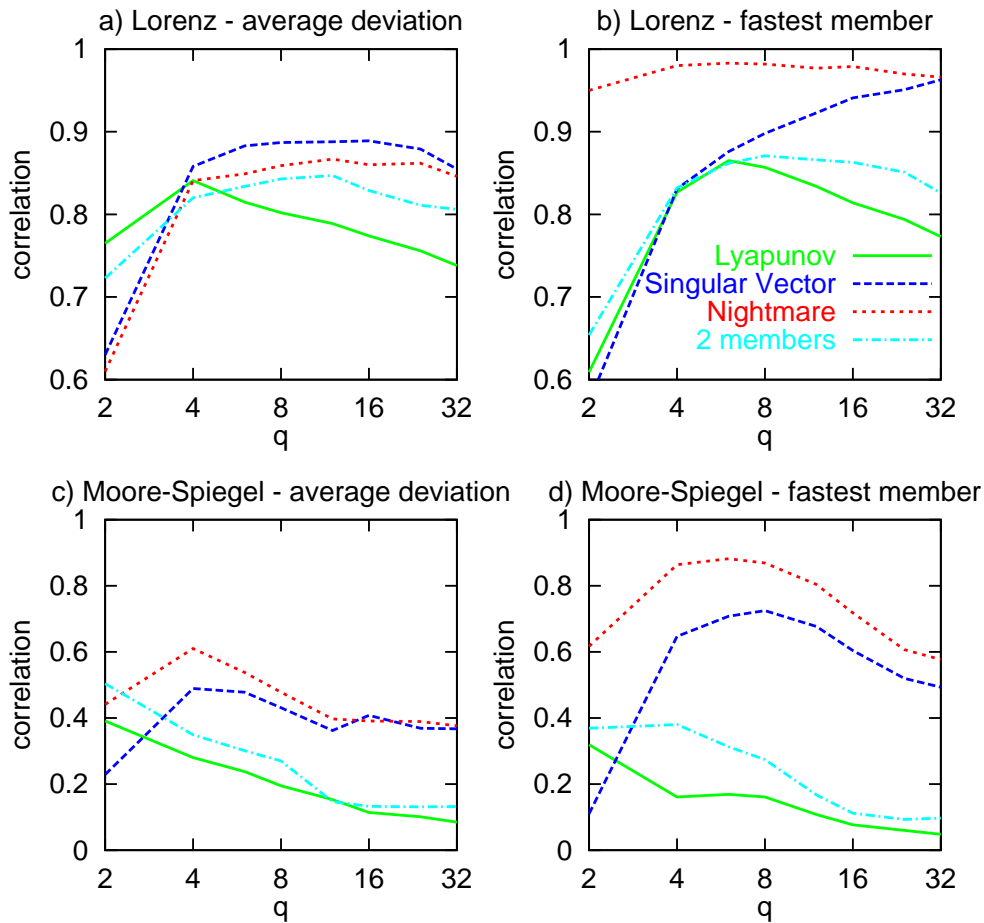 a) Lorenz - average deviation
1
0.9
0.8
0.7
0.6
correlation
2 4 8 16 32
q
b) Lorenz - fastest member
1
0.9
0.8
0.7
0.6
correlation
Lyapunov
Singular Vector
Nightmare
2 members
2 4 8 16 32
q
c) Moore-Spiegel - average deviation
1
0.8
0.6
0.4
0.2
0
correlation
2 4 8 16 32
q
d) Moore-Spiegel - fastest member
1
0.8
0.6
0.4
0.2
0
correlation
2 4 8 16 32
q